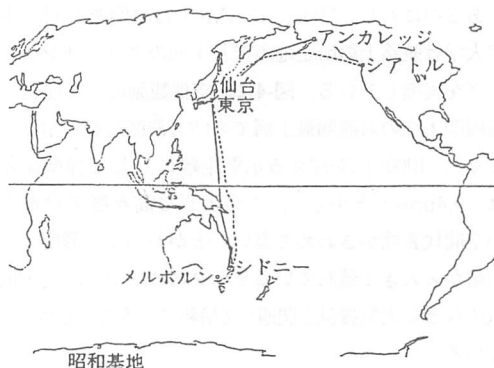 アンカレッジ
シアトル
仙台
東京
シドニー
メルボルン
昭和基地